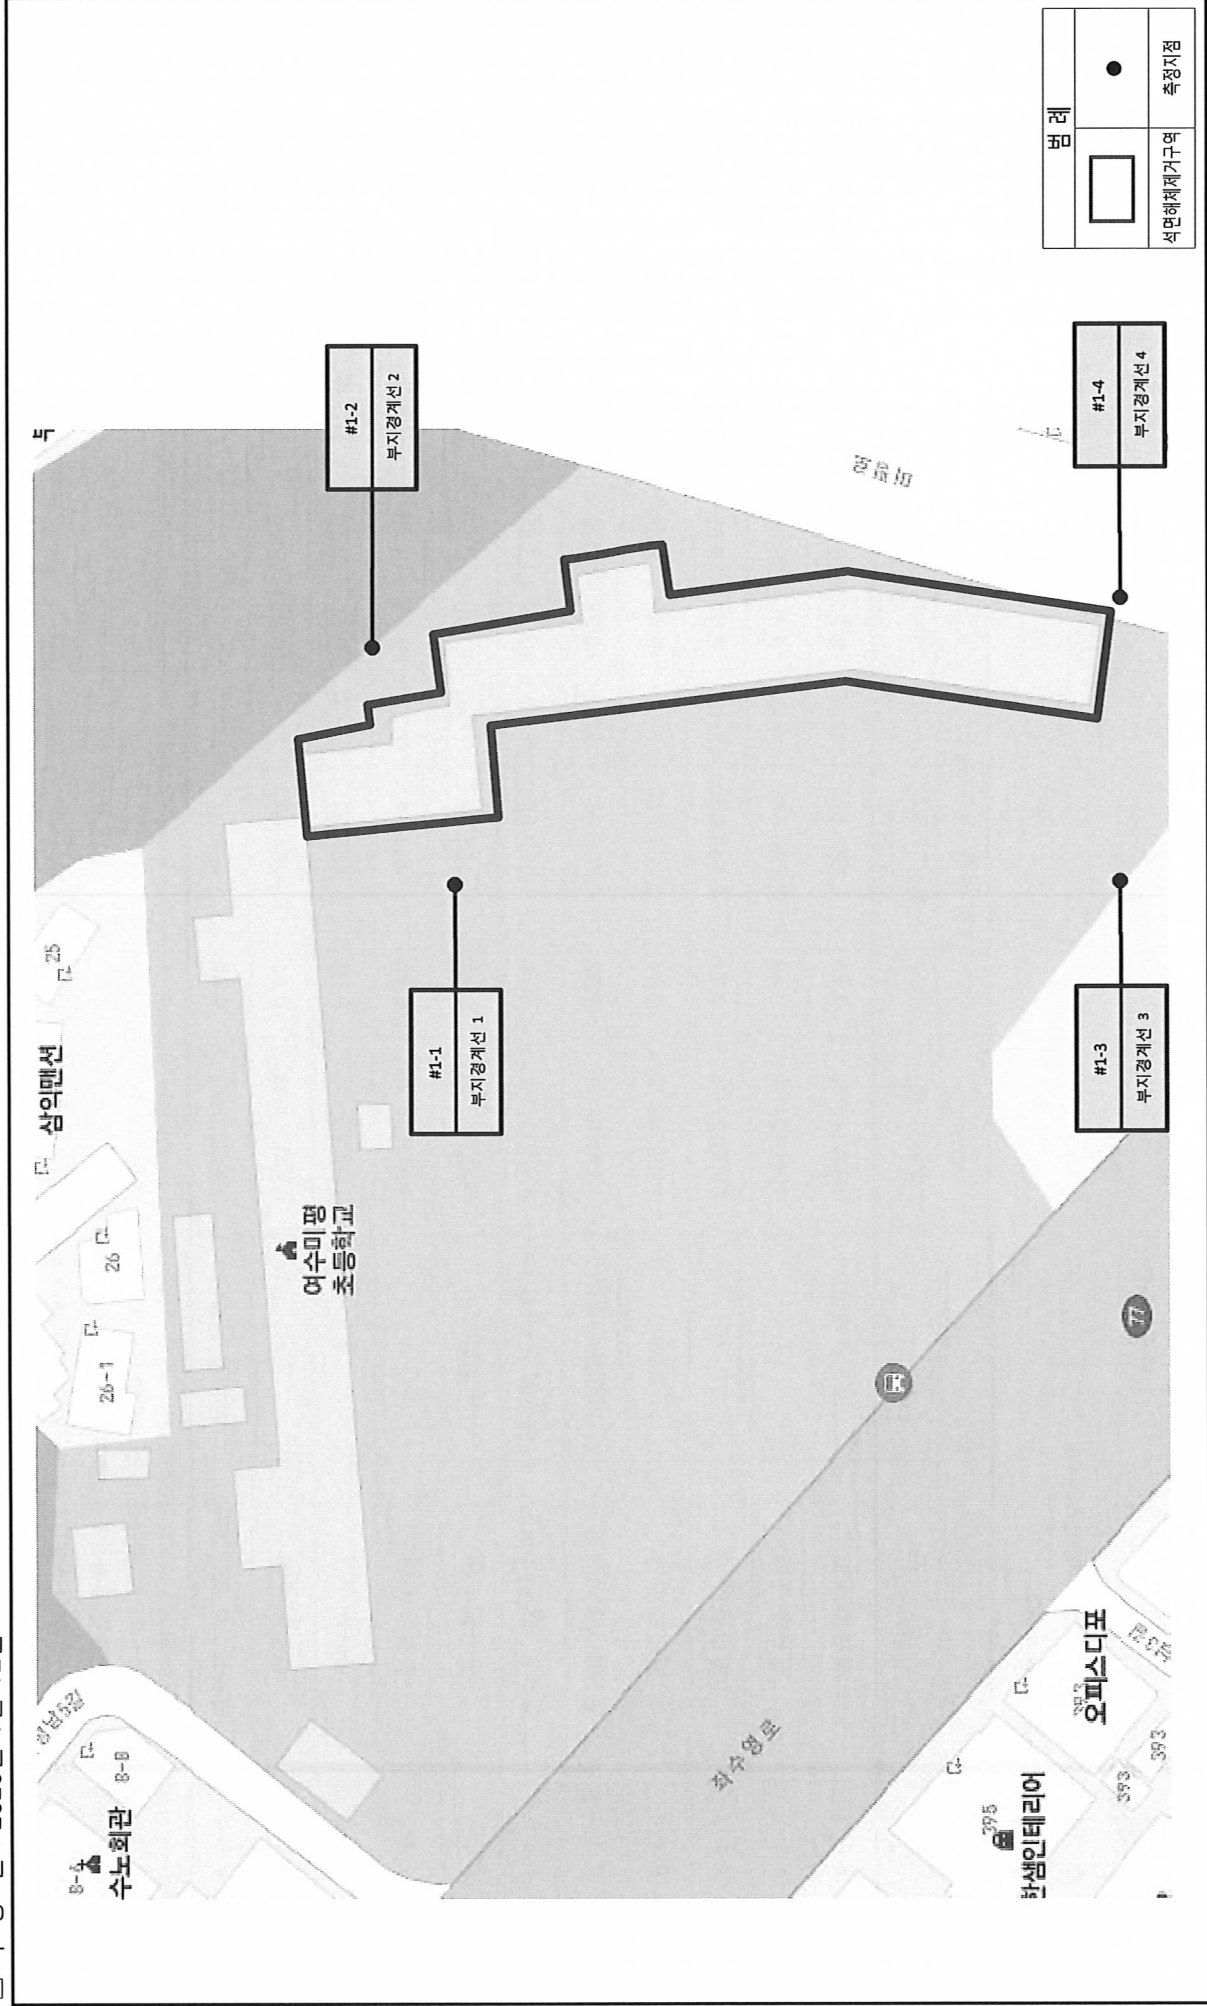 범 례
석면해체제거구역
측정지점
#1-2
부지경계선 2
#1-4
부지경계선 4
#1-1
부지경계선 1
#1-3
부지경계선 3
25
삼익맨션
26
26-1
여수미평
초등학교
미평역
77
좌수영로
8-8
수노회관
오피스디포
393
393
395
한샘인테리어